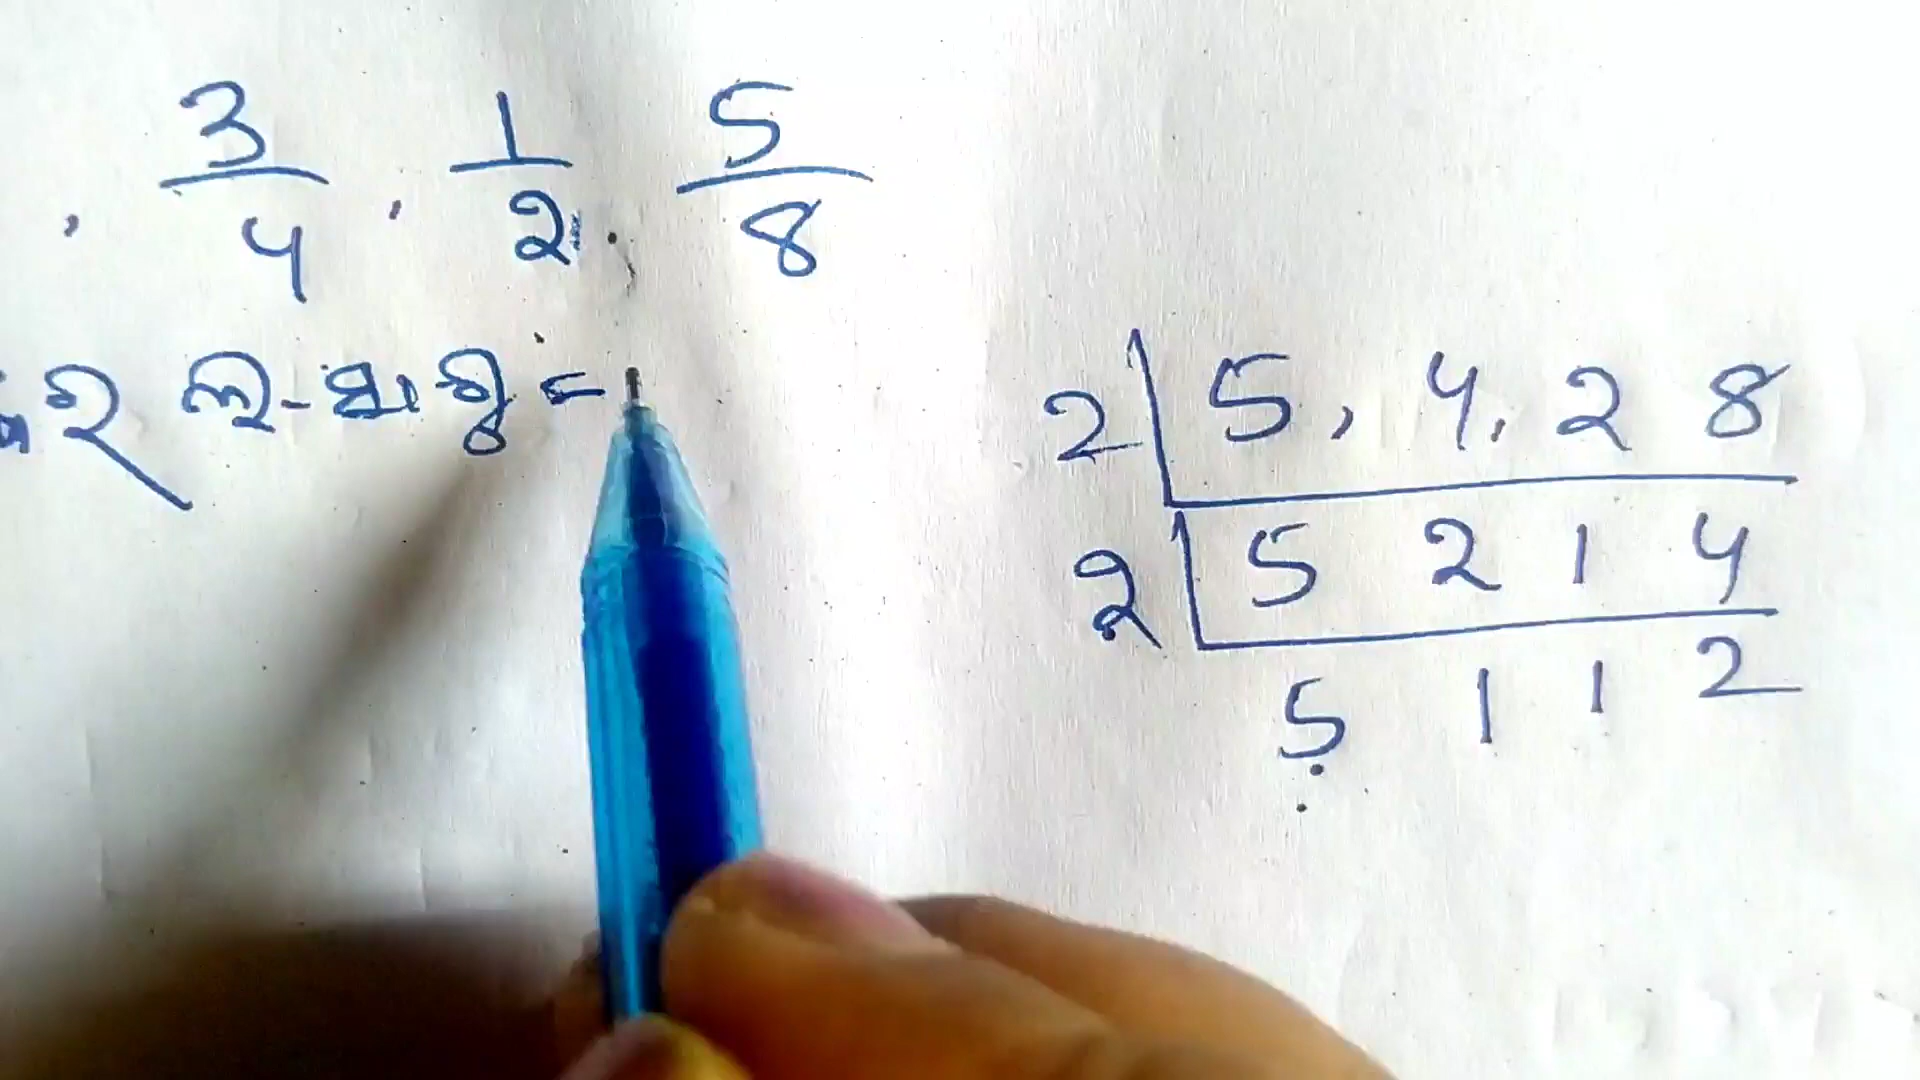 , 3/4 , 1/2 , 5/8
ର ଲ-ସା ଗୁ =
2 | 5, 4, 2 8
2 | 5 2 1 4
5 1 1 2